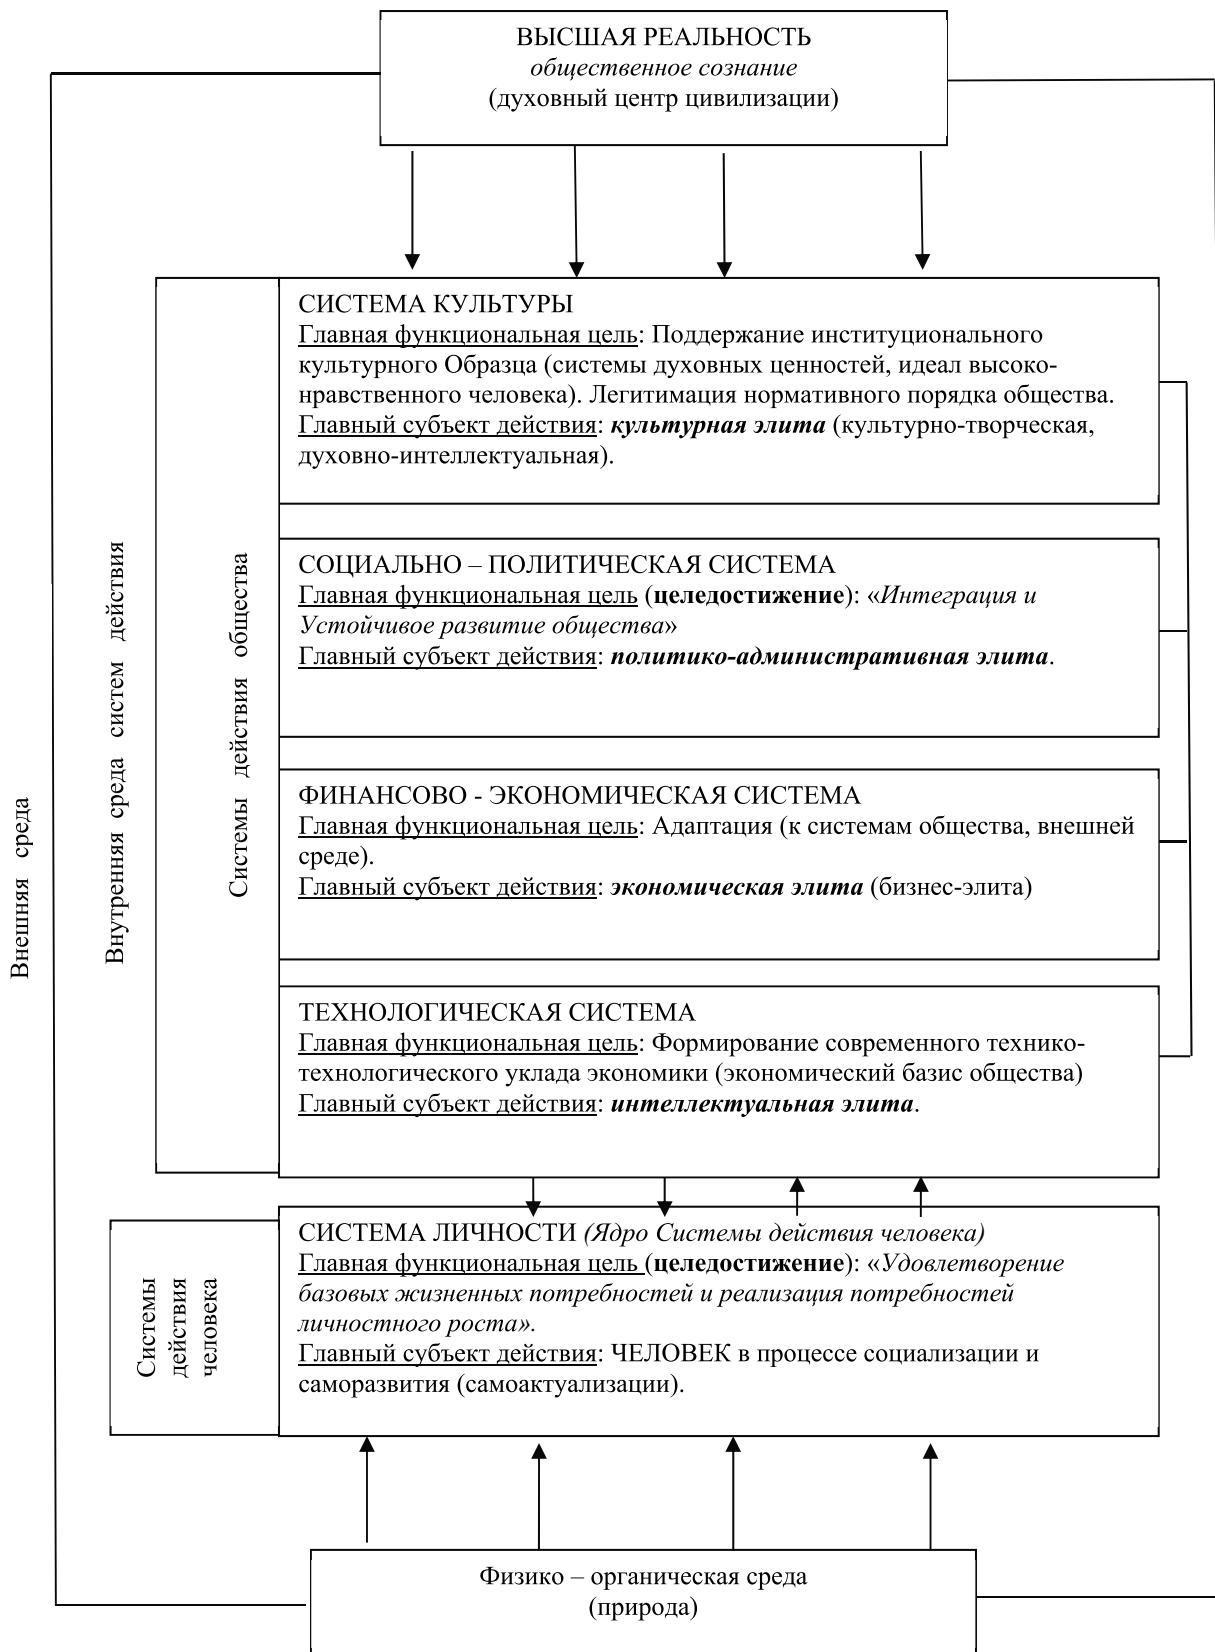 ВЫСШАЯ РЕАЛЬНОСТЬ
общественное сознание
(духовный центр цивилизации)
СИСТЕМА КУЛЬТУРЫ
Главная функциональная цель: Поддержание институционального
культурного Образца (системы духовных ценностей, идеал высоко-
нравственного человека). Легитимация нормативного порядка общества.
Главный субъект действия: культурная элита (культурно-творческая,
духовно-интеллектуальная).
СОЦИАЛЬНО – ПОЛИТИЧЕСКАЯ СИСТЕМА
Главная функциональная цель (целедостижение): «Интеграция и
Устойчивое развитие общества»
Главный субъект действия: политико-административная элита.
ФИНАНСОВО - ЭКОНОМИЧЕСКАЯ СИСТЕМА
Главная функциональная цель: Адаптация (к системам общества, внешней
среде).
Главный субъект действия: экономическая элита (бизнес-элита)
ТЕХНОЛОГИЧЕСКАЯ СИСТЕМА
Главная функциональная цель: Формирование современного технико-
технологического уклада экономики (экономический базис общества)
Главный субъект действия: интеллектуальная элита.
СИСТЕМА ЛИЧНОСТИ (Ядро Системы действия человека)
Главная функциональная цель (целедостижение): «Удовлетворение
базовых жизненных потребностей и реализация потребностей
личностного роста».
Главный субъект действия: ЧЕЛОВЕК в процессе социализации и
саморазвития (самоактуализации).
Физико – органическая среда
(природа)
Внешняя среда
Внутренняя среда систем действия
Системы действия общества
Системы
действия
человека